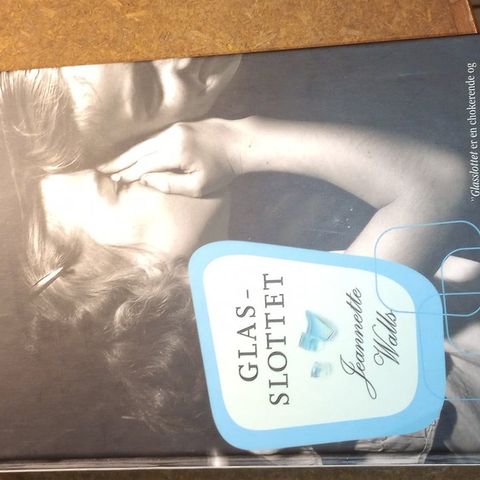 GLAS-
SLOTTET
Jeannette
Walls
"Glasslottet er en chokerende og